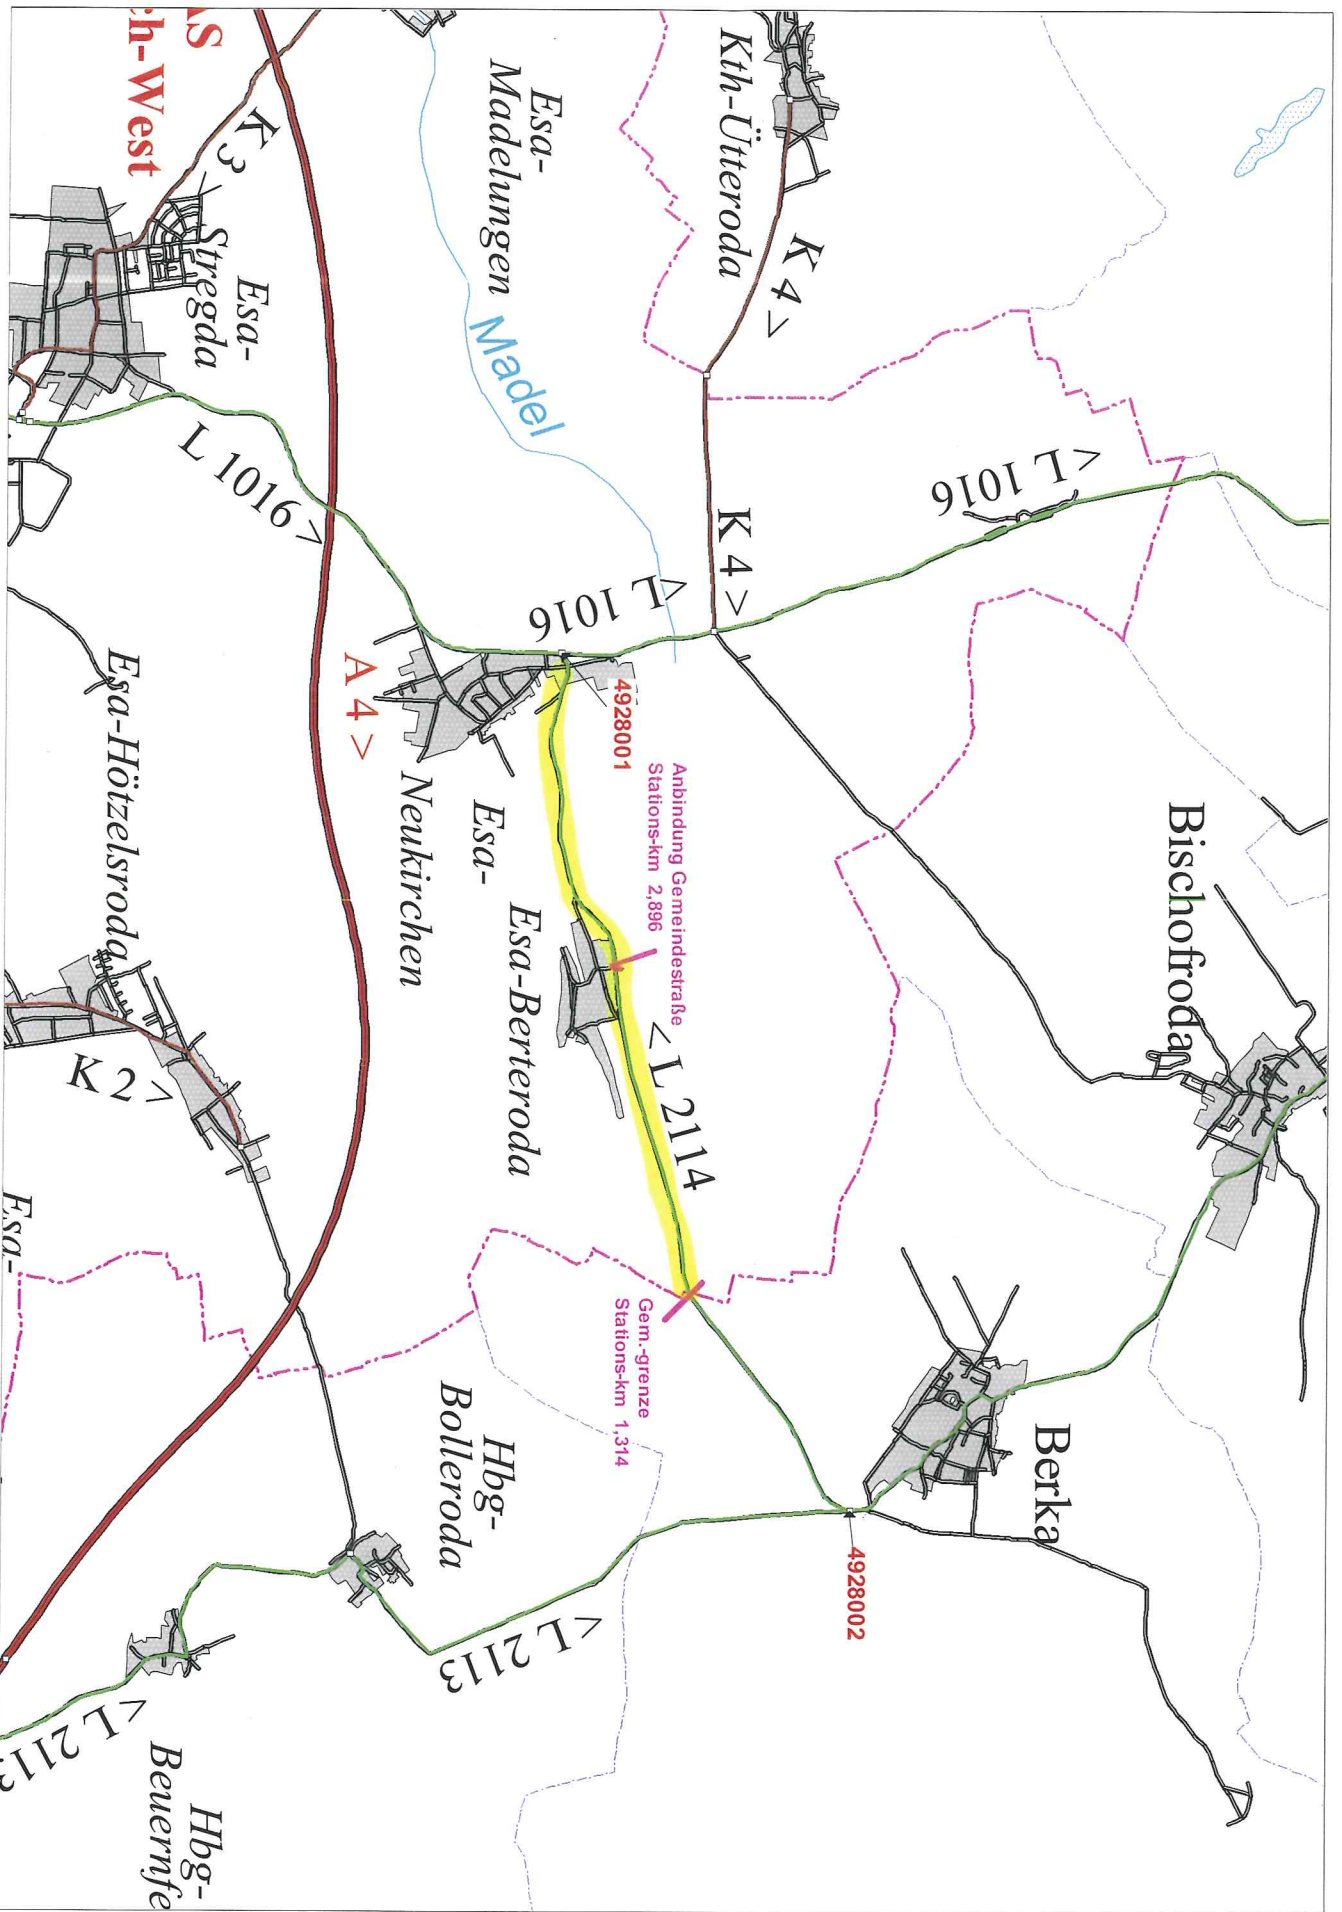 Kth-Ütteroda
K 4 >
Esa-
Madelungen
Madel
K 4 >
< L 1016
Bischofroda
AS
h-West
K 3
Esa-
Stregda
L 1016 >
< L 1016
4928001
Anbindung Gemeindestraße
Stations-km 2,896
< L 2114
A 4 >
Esa-
Neukirchen
Esa-Berteroda
Esa-Hötzelsroda
K 2 >
Esa-
Gem.-grenze
Stations-km 1,314
Berka
4928002
Hbg-
Bolleroda
< L 2113
< L 2113
Hbg-
Beuernfe